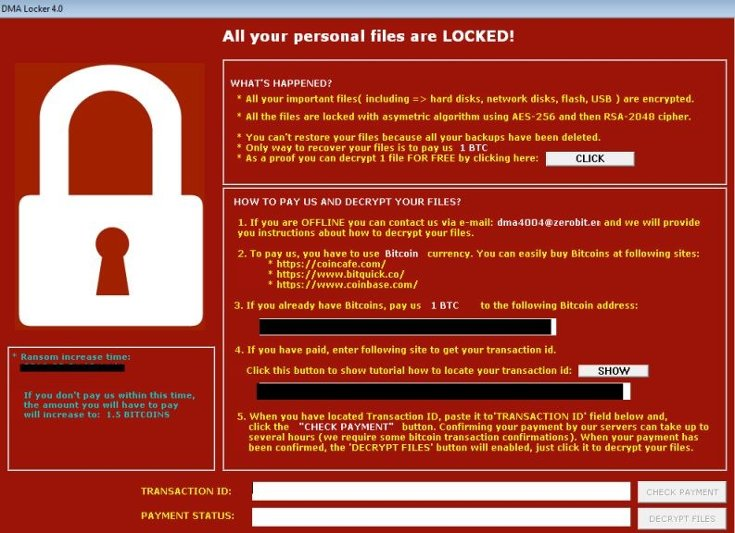 DMA Locker 4.0
All your personal files are LOCKED!
WHAT'S HAPPENED?
* All your important files( including => hard disks, network disks, flash, USB ) are encrypted.
* All the files are locked with asymetric algorithm using AES-256 and then RSA-2048 cipher.
* You can't restore your files because all your backups have been deleted.
* Only way to recover your files is to pay us 1 BTC
* As a proof you can decrypt 1 file FOR FREE by clicking here: CLICK
HOW TO PAY US AND DECRYPT YOUR FILES?
1. If you are OFFLINE you can contact us via e-mail: dma4004@zerobit.em and we will provide
you instructions about how to decrypt your files.
2. To pay us, you have to use Bitcoin currency. You can easily buy Bitcoins at following sites:
* https://coincafe.com/
* https://www.bitquick.co/
* https://www.coinbase.com/
3. If you already have Bitcoins, pay us 1 BTC to the following Bitcoin address:
4. If you have paid, enter following site to get your transaction id.
Click this button to show tutorial how to locate your transaction id: SHOW
5. When you have located Transaction ID, paste it to'TRANSACTION ID' field below and,
click the "CHECK PAYMENT" button. Confirming your payment by our servers can take up to
several hours (we require some bitcoin transaction confirmations). When your payment has
been confirmed, the 'DECRYPT FILES' button will enabled, just click it to decrypt your files.
* Ransom increase time:
If you don't pay us within this time,
the amount you will have to pay
will increase to: 1.5 BITCOINS
TRANSACTION ID:
CHECK PAYMENT
PAYMENT STATUS:
DECRYPT FILES